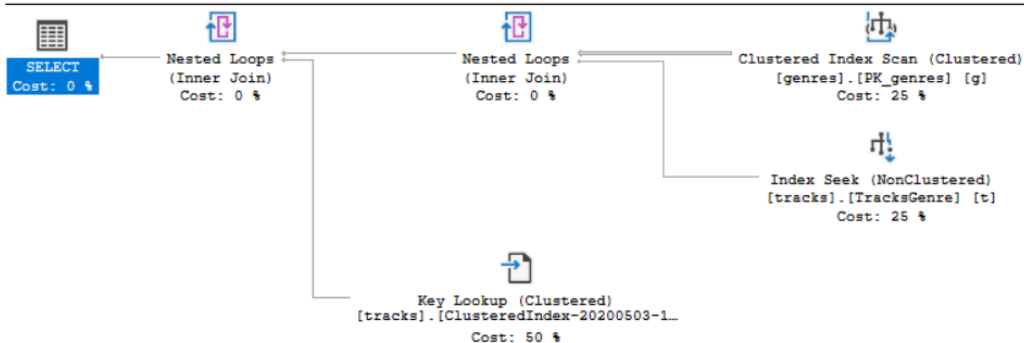 SELECT
Cost: 0 %
Nested Loops
(Inner Join)
Cost: 0 %
Nested Loops
(Inner Join)
Cost: 0 %
Clustered Index Scan (Clustered)
[genres].[PK_genres] [g]
Cost: 25 %
Index Seek (NonClustered)
[tracks].[TracksGenre] [t]
Cost: 25 %
Key Lookup (Clustered)
[tracks].[ClusteredIndex-20200503-1…
Cost: 50 %